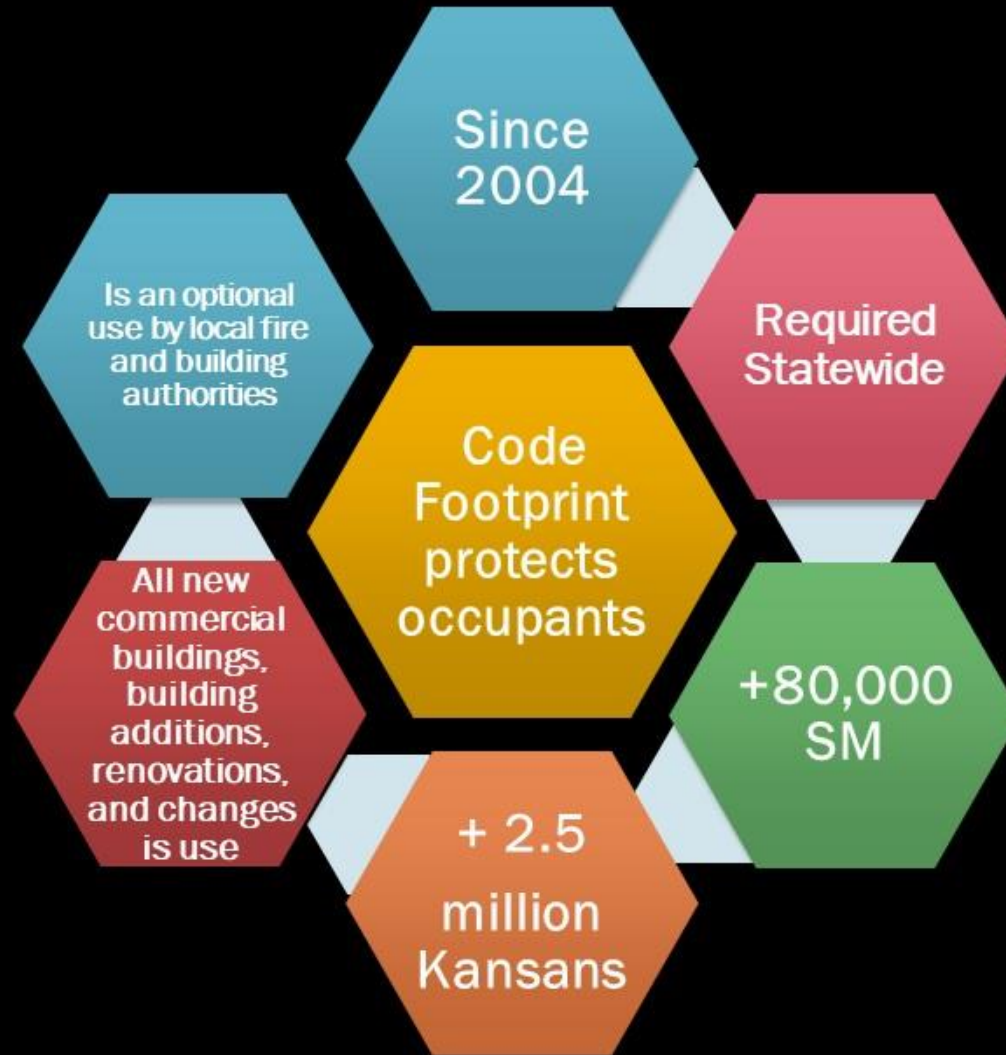 Since
2004
Required
Statewide
+80,000
SM
+ 2.5
million
Kansans
All new
commercial
buildings,
building
additions,
renovations,
and changes
is use
Is an optional
use by local fire
and building
authorities
Code
Footprint
protects
occupants